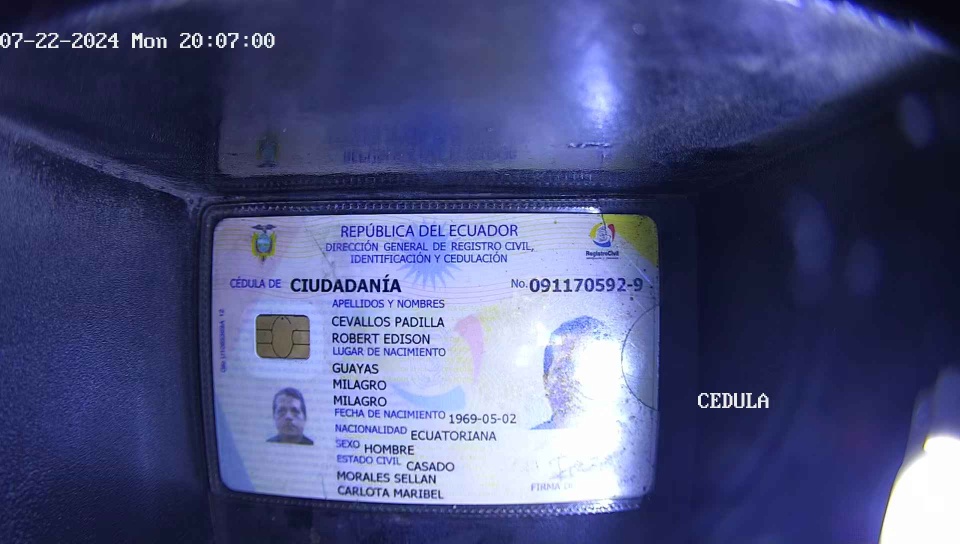 07-22-2024 Mon 20:07:00
REPÚBLICA DEL ECUADOR
DIRECCIÓN GENERAL DE REGISTRO CIVIL,
IDENTIFICACIÓN Y CEDULACIÓN
RegistroCivil
CÉDULA DE CIUDADANÍA No. 091170592-9
APELLIDOS Y NOMBRES
CEVALLOS PADILLA
ROBERT EDISON
LUGAR DE NACIMIENTO
GUAYAS
MILAGRO
MILAGRO
FECHA DE NACIMIENTO 1969-05-02
NACIONALIDAD ECUATORIANA
SEXO HOMBRE
ESTADO CIVIL CASADO
MORALES SELLAN
CARLOTA MARIBEL
FIRMA
CEDULA